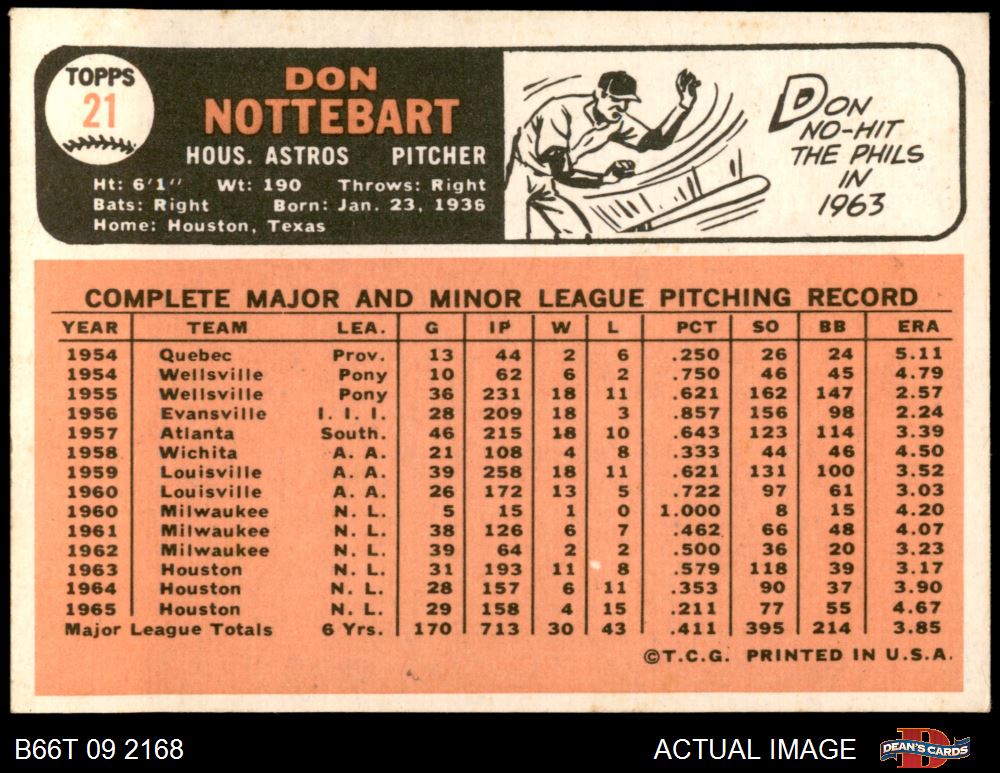 TOPPS
21
DON
NOTTEBART
HOUS. ASTROS PITCHER
Ht: 6'1" Wt: 190 Throws: Right
Bats: Right Born: Jan. 23, 1936
Home: Houston, Texas
DON
NO-HIT
THE PHILS
IN
1963
COMPLETE MAJOR AND MINOR LEAGUE PITCHING RECORD
YEAR TEAM LEA. G IP W L PCT SO BB ERA
1954 Quebec Prov. 13 44 2 6 .250 26 24 5.11
1954 Wellsville Pony 10 62 6 2 .750 46 45 4.79
1955 Wellsville Pony 36 231 18 11 .621 162 147 2.57
1956 Evansville I. I. I. 28 209 18 3 .857 156 98 2.24
1957 Atlanta South. 46 215 18 10 .643 123 114 3.39
1958 Wichita A. A. 21 108 4 8 .333 44 46 4.50
1959 Louisville A. A. 39 258 18 11 .621 131 100 3.52
1960 Louisville A. A. 26 172 13 5 .722 97 61 3.03
1960 Milwaukee N. L. 5 15 1 0 1.000 8 15 4.20
1961 Milwaukee N. L. 38 126 6 7 .462 66 48 4.07
1962 Milwaukee N. L. 39 64 2 2 .500 36 20 3.23
1963 Houston N. L. 31 193 11 8 .579 118 39 3.17
1964 Houston N. L. 28 157 6 11 .353 90 37 3.90
1965 Houston N. L. 29 158 4 15 .211 77 55 4.67
Major League Totals 6 Yrs. 170 713 30 43 .411 395 214 3.85
©T.C.G. PRINTED IN U.S.A.
B66T 09 2168 ACTUAL IMAGE DEAN'S CARDS